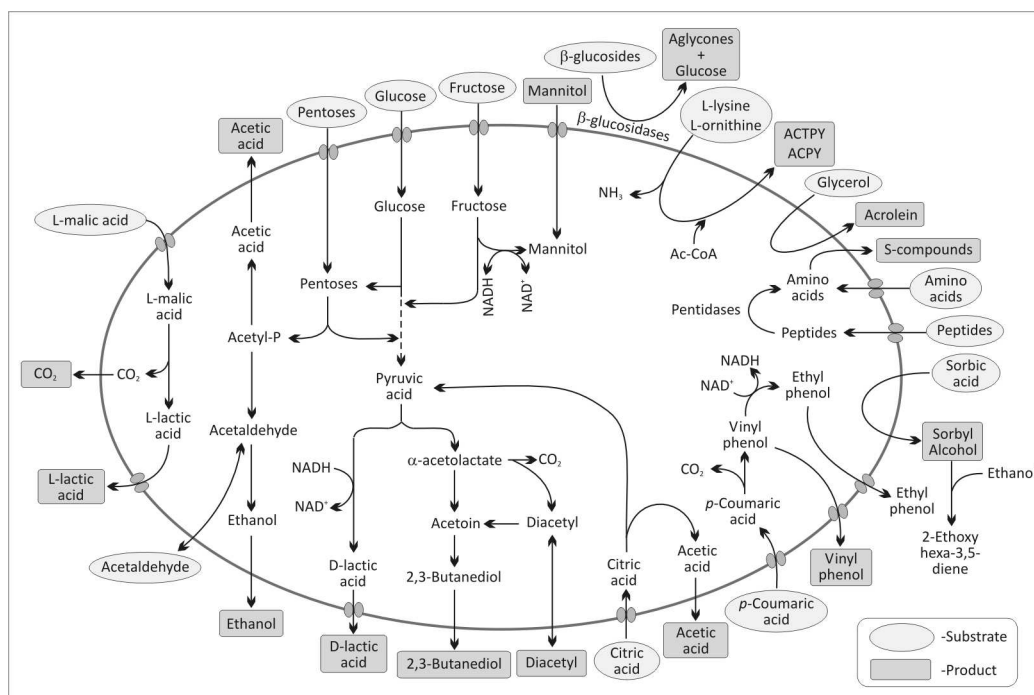 β-glucosides
Aglycones
+
Glucose
Pentoses
Glucose
Fructose
Mannitol
β-glucosidases
L-lysine
L-ornithine
Acetic
acid
ACTPY
ACPY
NH₃
Glycerol
L-malic acid
Acetic
acid
Glucose
Fructose
Ac-CoA
Acrolein
Mannitol
S-compounds
L-malic
acid
Pentoses
NADH
NAD⁺
Amino
acids
Amino
acids
Pentidases
Acetyl-P
Peptides
Peptides
CO₂
CO₂
Pyruvic
acid
NADH
NAD⁺
Ethyl
phenol
Sorbic
acid
L-lactic
acid
Acetaldehyde
Vinyl
phenol
Sorbyl
Alcohol
L-lactic
acid
NADH
NAD⁺
α-acetolactate
CO₂
CO₂
Ethano
p-Coumaric
acid
Ethyl
phenol
Ethanol
Acetoin
Diacetyl
2-Ethoxy
hexa-3,5-
diene
Acetaldehyde
D-lactic
acid
2,3-Butanediol
Citric
acid
Acetic
acid
Vinyl
phenol
p-Coumaric
acid
Ethanol
D-lactic
acid
2,3-Butanediol
Diacetyl
Citric
acid
Acetic
acid
-Substrate
-Product